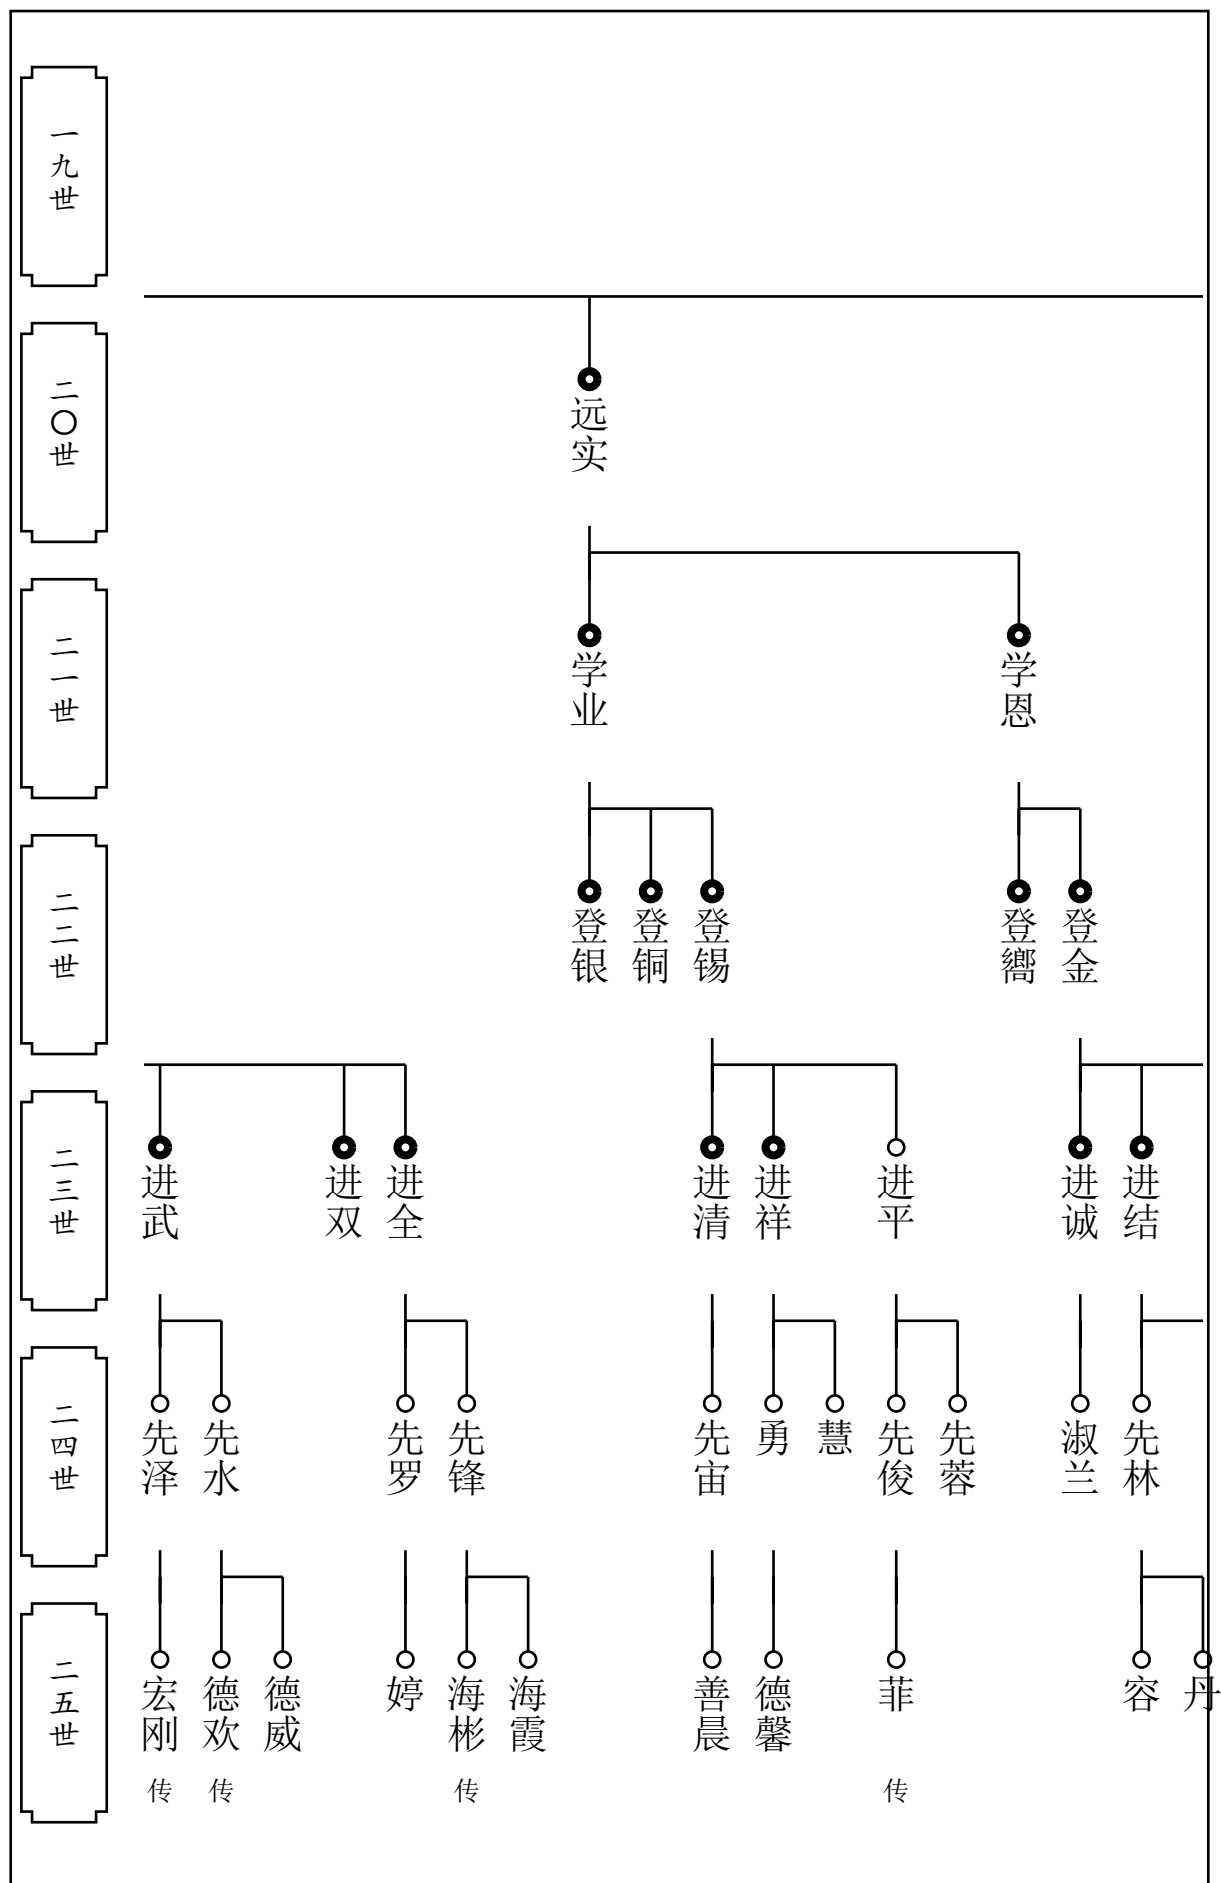 一九世
二〇世
远实
二一世
学业
学恩
二二世
登银
登铜
登锡
登嚮
登金
二三世
进武
进双
进全
进清
进祥
进平
进诚
进结
二四世
先泽
先水
先罗
先锋
先宙
勇
慧
先俊
先蓉
淑兰
先林
二五世
宏刚
传
德欢
传
德威
婷
海彬
传
海霞
善晨
德馨
菲
传
容
丹